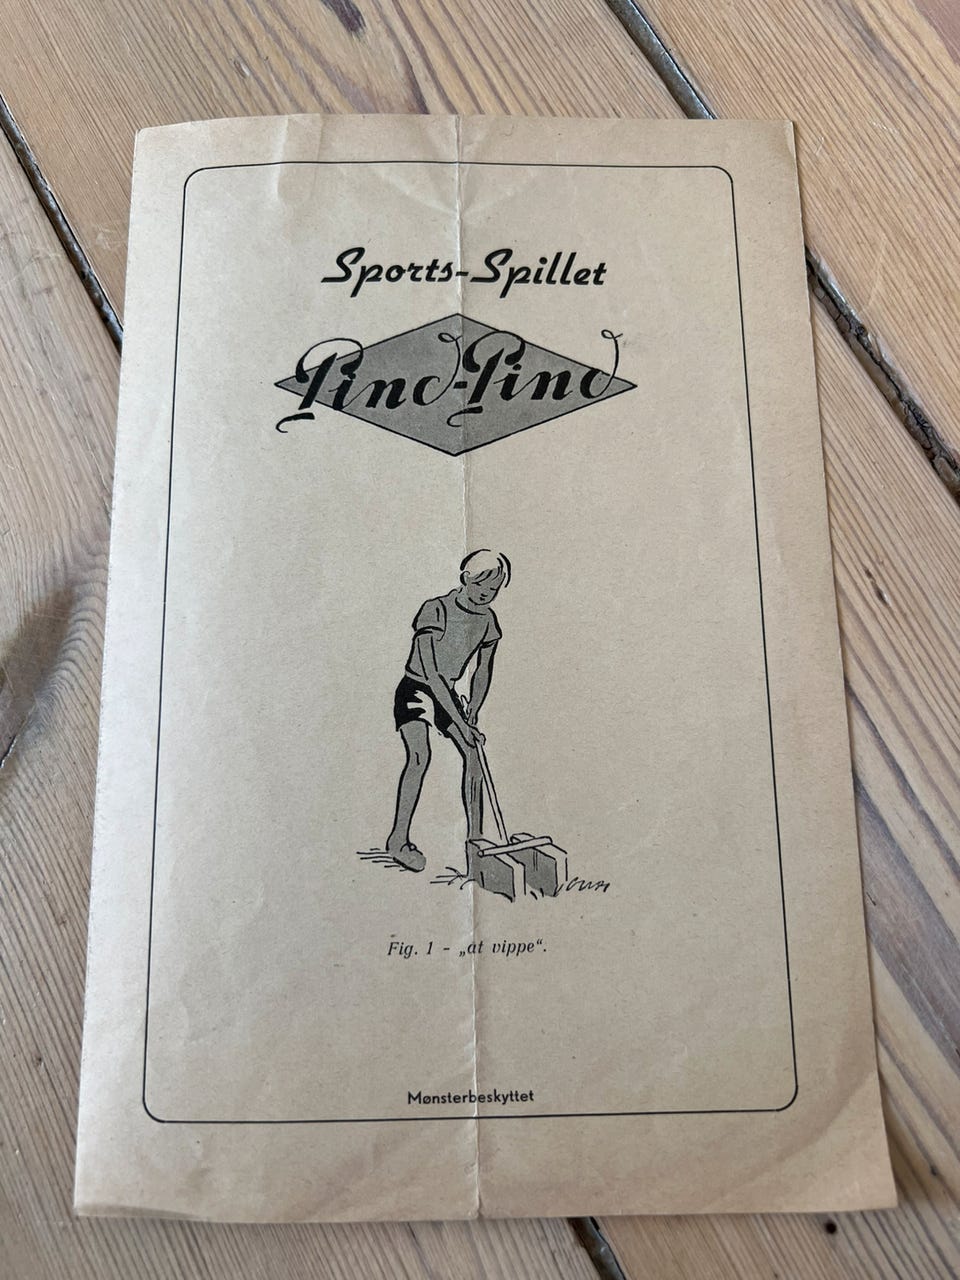 Sports-Spillet
Pind-Pind
Fig. 1 - „at vippe“.
Mønsterbeskyttet